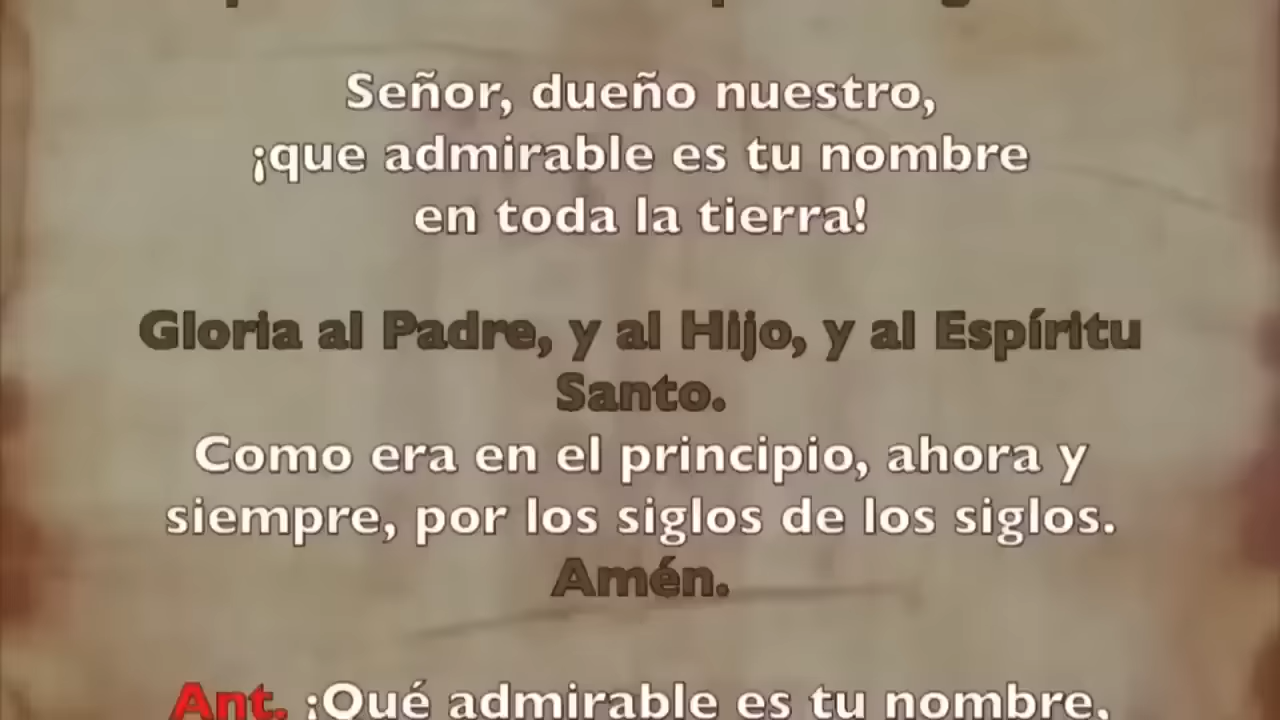 Señor, dueño nuestro,
¡que admirable es tu nombre
en toda la tierra!
Gloria al Padre, y al Hijo, y al Espíritu
Santo.
Como era en el principio, ahora y
siempre, por los siglos de los siglos.
Amén.
Ant. ¡Qué admirable es tu nombre,